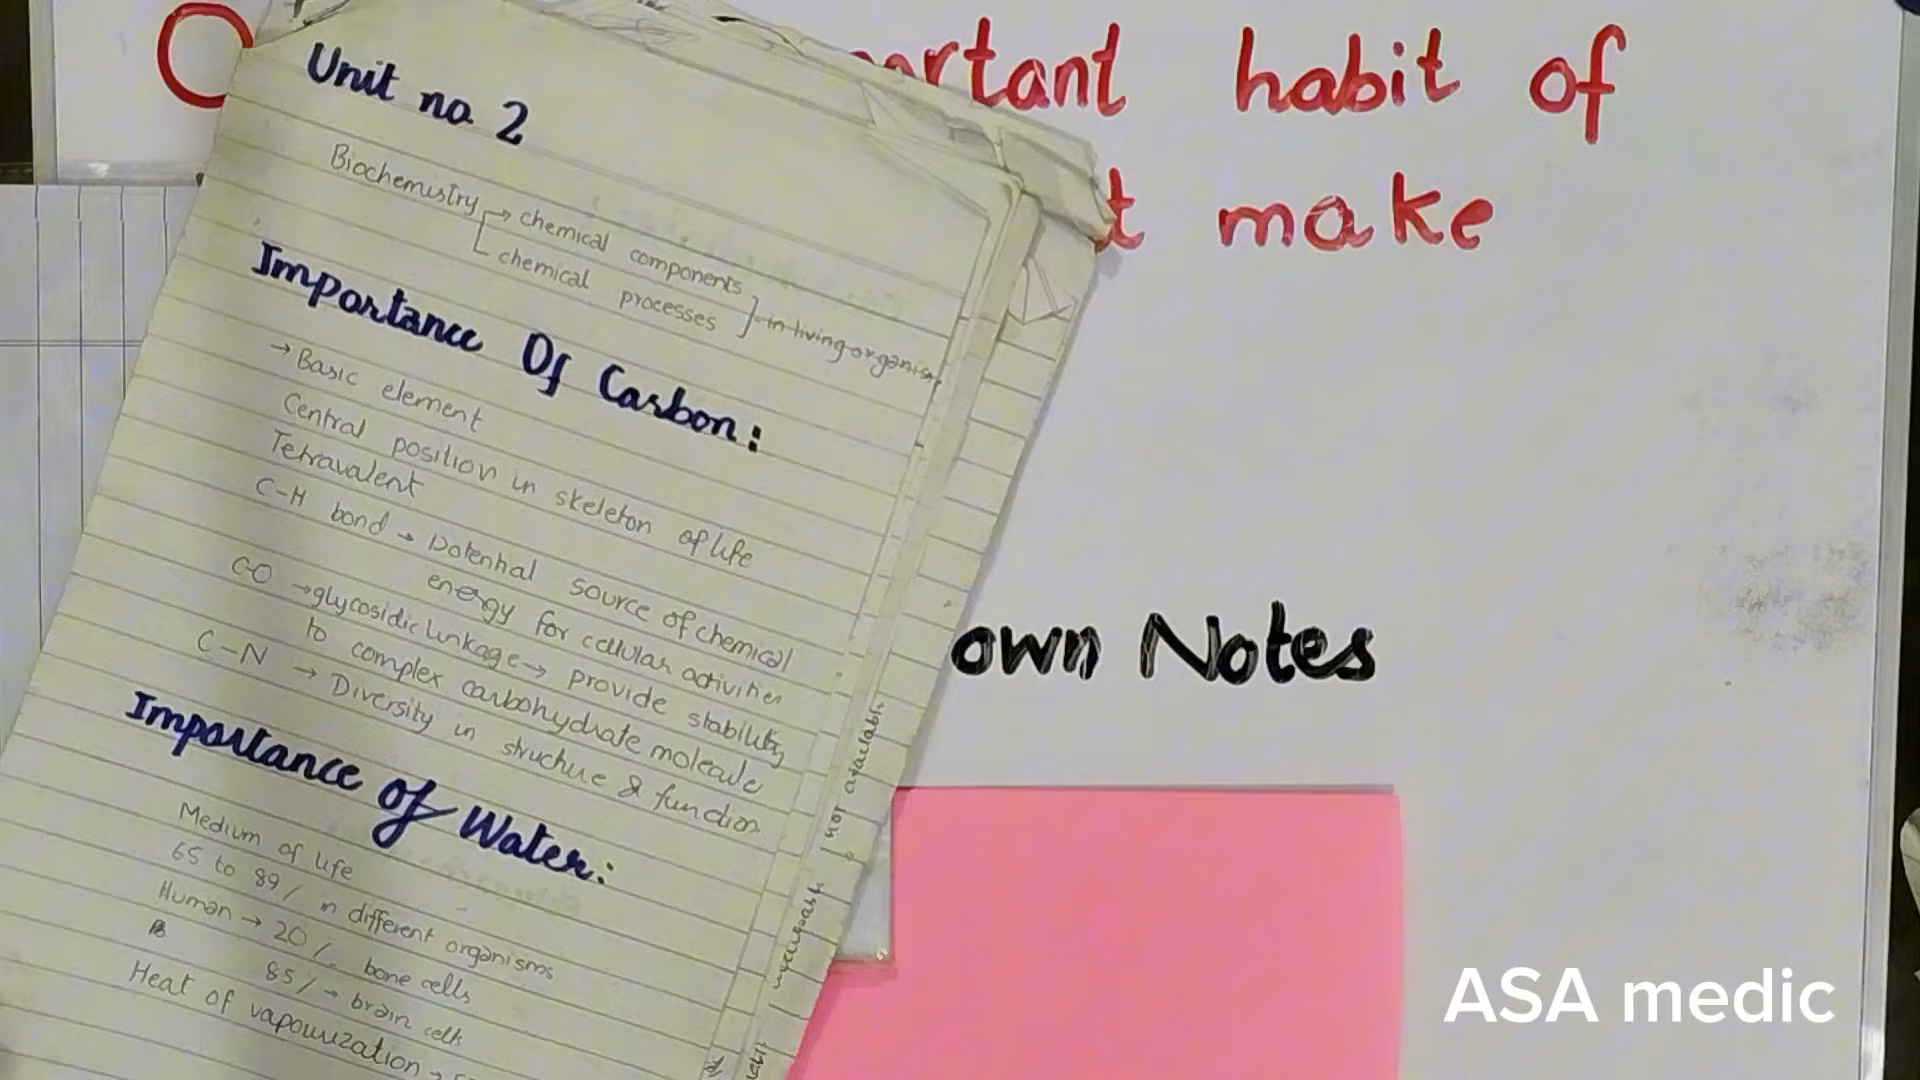 Unit no 2
Biochemistry → chemical components
chemical processes } in living organism
Importance Of Carbon:
→ Basic element
Central position in skeleton of life
Tetravalent
C-H bond → Potential source of chemical
energy for cellular activities
C-O → glycosidic linkage → provide stability
to complex carbohydrate molecule
C-N → Diversity in structure & function
Importance of Water:
Medium of life
65 to 89% in different organisms
Human → 20% bone cells
85% → brain cells
Heat of vapourization →
not available
habit of
make
own Notes
ASA medic